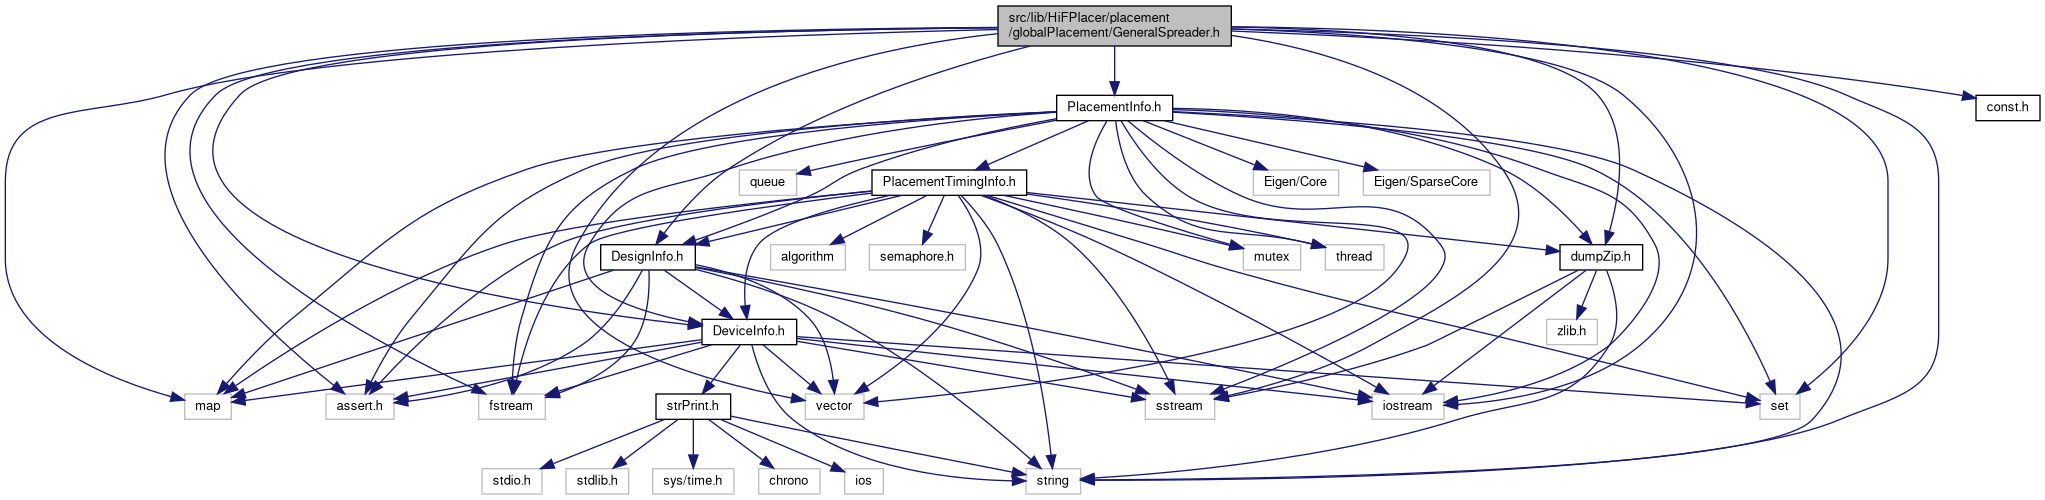 src/lib/HiFPlacer/placement
/globalPlacement/GeneralSpreader.h
PlacementInfo.h
const.h
queue
PlacementTimingInfo.h
Eigen/Core
Eigen/SparseCore
DesignInfo.h
algorithm
semaphore.h
mutex
thread
dumpZip.h
DeviceInfo.h
zlib.h
map
assert.h
fstream
strPrint.h
vector
sstream
iostream
set
stdio.h
stdlib.h
sys/time.h
chrono
ios
string